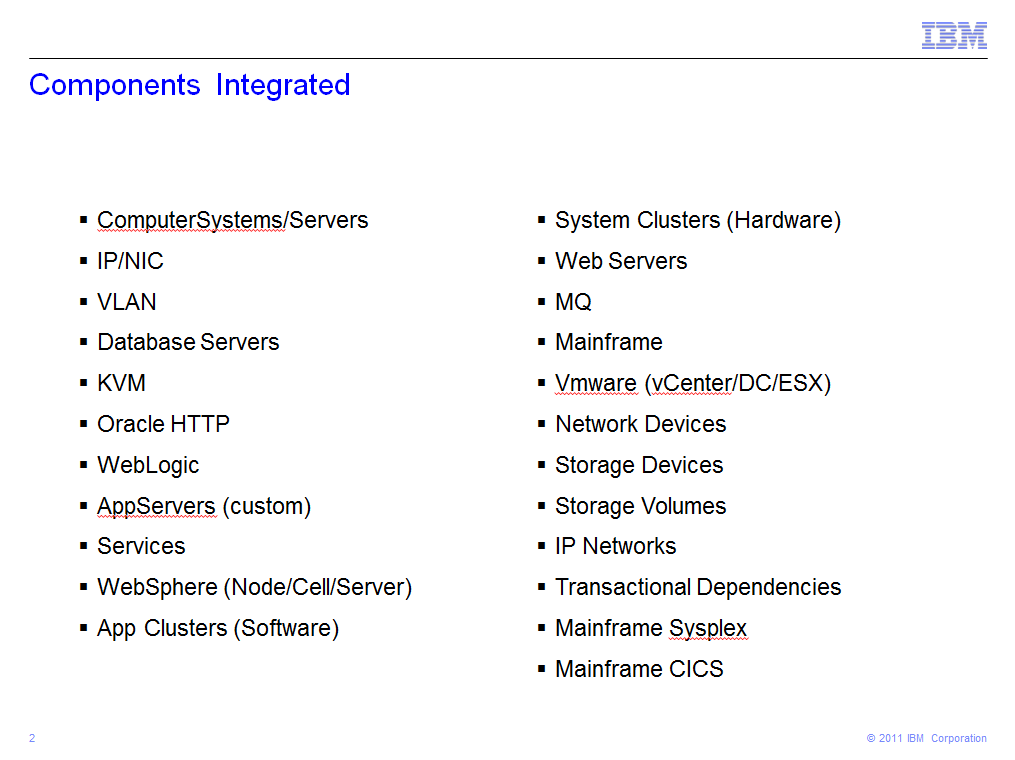 IBM
Components Integrated
▪ ComputerSystems/Servers
▪ IP/NIC
▪ VLAN
▪ Database Servers
▪ KVM
▪ Oracle HTTP
▪ WebLogic
▪ AppServers (custom)
▪ Services
▪ WebSphere (Node/Cell/Server)
▪ App Clusters (Software)
▪ System Clusters (Hardware)
▪ Web Servers
▪ MQ
▪ Mainframe
▪ Vmware (vCenter/DC/ESX)
▪ Network Devices
▪ Storage Devices
▪ Storage Volumes
▪ IP Networks
▪ Transactional Dependencies
▪ Mainframe Sysplex
▪ Mainframe CICS
2
© 2011 IBM Corporation